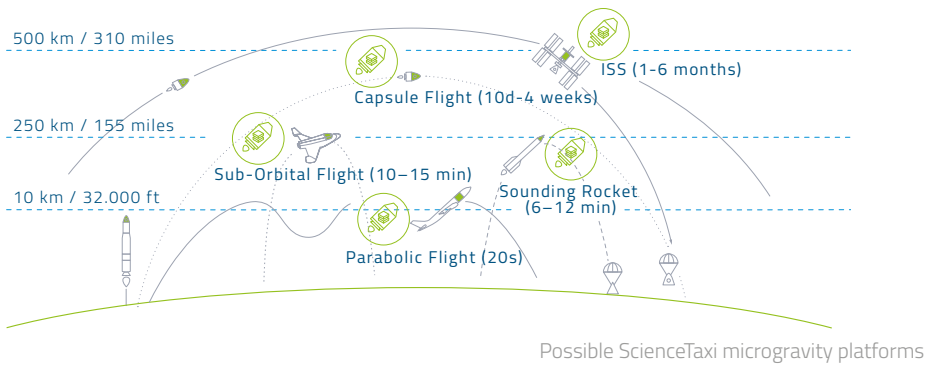 500 km / 310 miles
ISS (1-6 months)
Capsule Flight (10d-4 weeks)
250 km / 155 miles
Sub-Orbital Flight (10–15 min)
Sounding Rocket
(6–12 min)
10 km / 32.000 ft
Parabolic Flight (20s)
Possible ScienceTaxi microgravity platforms